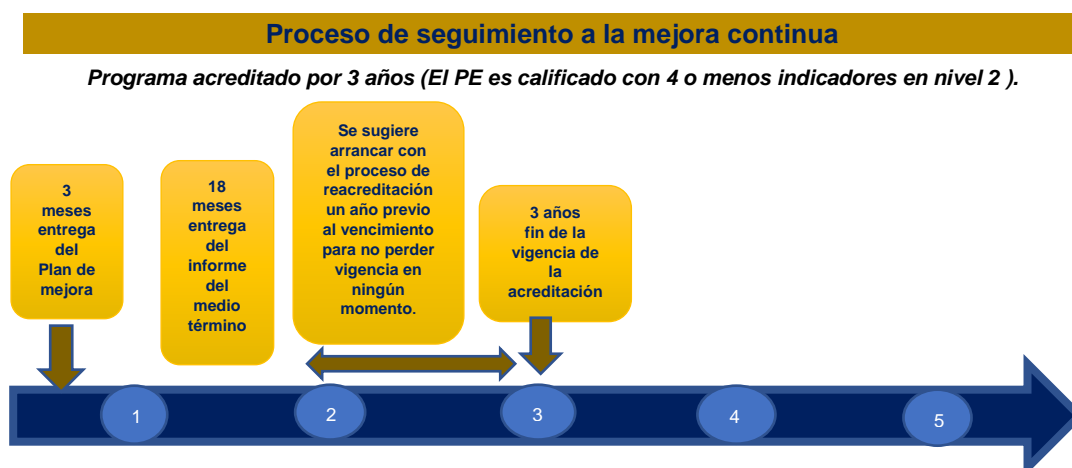 Proceso de seguimiento a la mejora continua
Programa acreditado por 3 años (El PE es calificado con 4 o menos indicadores en nivel 2 ).
3
meses
entrega
del
Plan de
mejora
18
meses
entrega
del
informe
del
medio
término
Se sugiere
arrancar con
el proceso de
reacreditación
un año previo
al vencimiento
para no perder
vigencia en
ningún
momento.
3 años
fin de la
vigencia de
la
acreditación
1
2
3
4
5